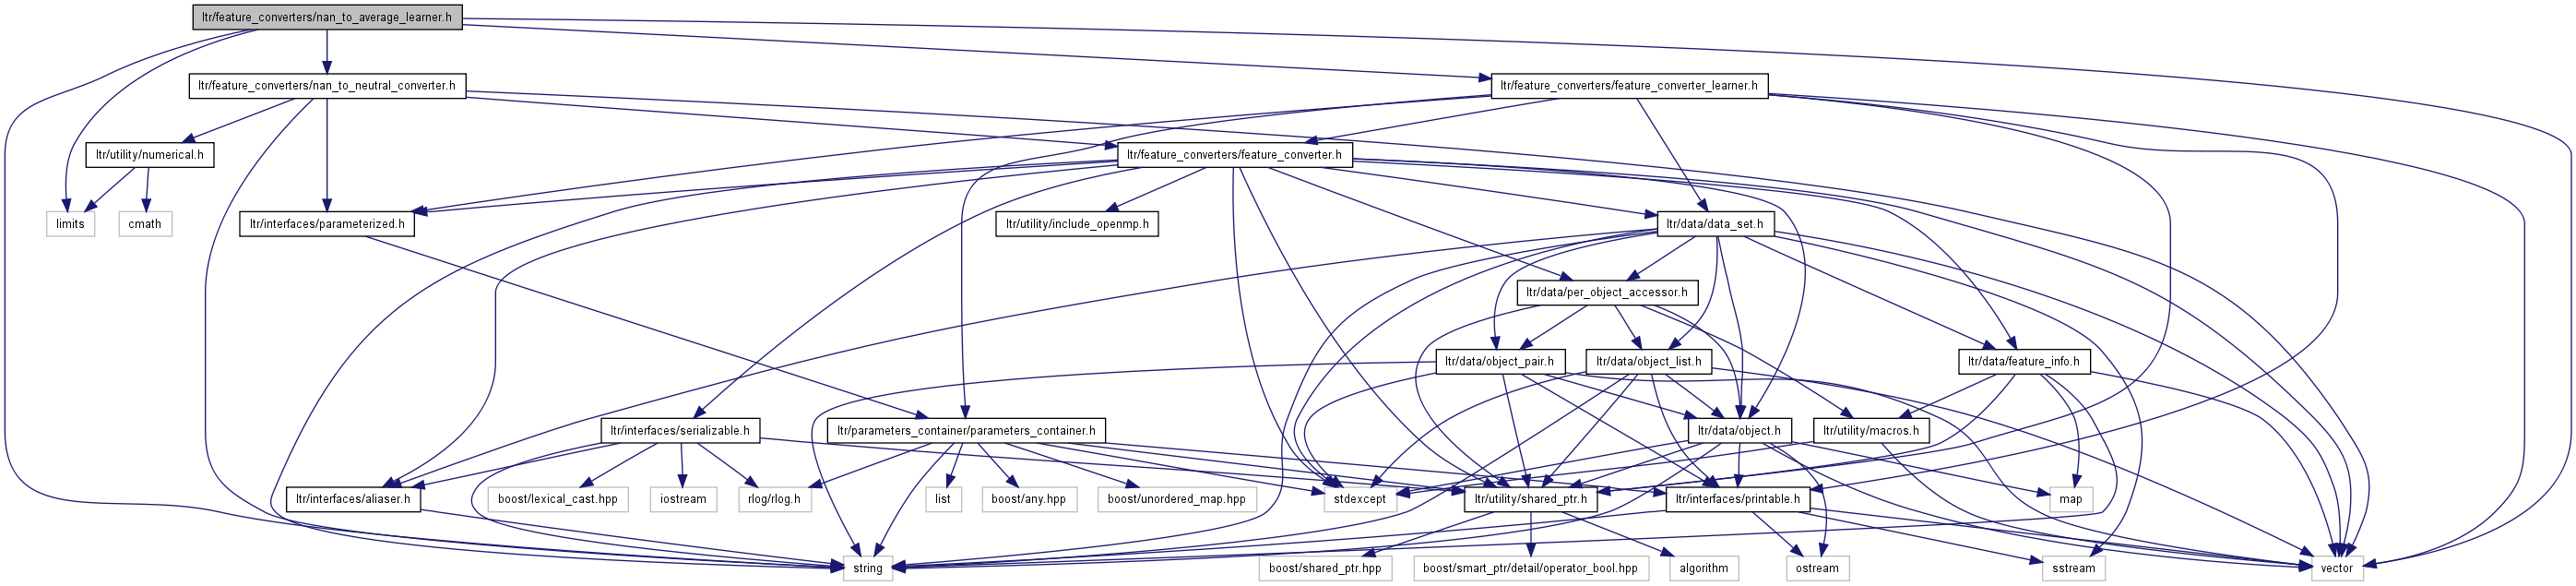 ltr/feature_converters/nan_to_average_learner.h
ltr/feature_converters/nan_to_neutral_converter.h
ltr/feature_converters/feature_converter_learner.h
ltr/utility/numerical.h
ltr/feature_converters/feature_converter.h
limits
cmath
ltr/interfaces/parameterized.h
ltr/utility/include_openmp.h
ltr/data/data_set.h
ltr/data/per_object_accessor.h
ltr/data/object_pair.h
ltr/data/object_list.h
ltr/data/feature_info.h
ltr/interfaces/serializable.h
ltr/parameters_container/parameters_container.h
ltr/data/object.h
ltr/utility/macros.h
ltr/interfaces/aliaser.h
boost/lexical_cast.hpp
iostream
rlog/rlog.h
list
boost/any.hpp
boost/unordered_map.hpp
stdexcept
ltr/utility/shared_ptr.h
ltr/interfaces/printable.h
map
string
boost/shared_ptr.hpp
boost/smart_ptr/detail/operator_bool.hpp
algorithm
ostream
sstream
vector